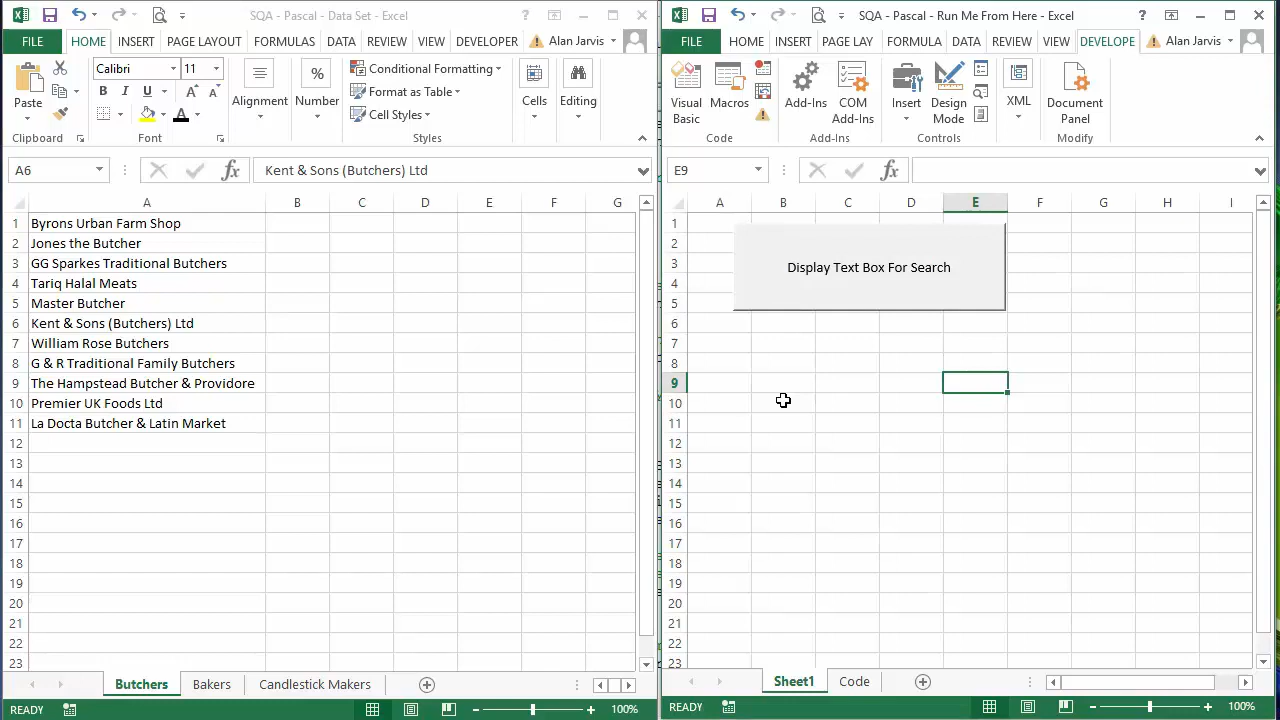 SQA - Pascal - Data Set - Excel
FILE HOME INSERT PAGE LAYOUT FORMULAS DATA REVIEW VIEW DEVELOPER Alan Jarvis
Calibri 11
Paste
B I U
A A
A
Alignment
%
Number
Conditional Formatting
Format as Table
Cell Styles
Cells
Editing
Clipboard Font Styles
A6 fx Kent & Sons (Butchers) Ltd
A B C D E F G
1 Byrons Urban Farm Shop
2 Jones the Butcher
3 GG Sparkes Traditional Butchers
4 Tariq Halal Meats
5 Master Butcher
6 Kent & Sons (Butchers) Ltd
7 William Rose Butchers
8 G & R Traditional Family Butchers
9 The Hampstead Butcher & Providore
10 Premier UK Foods Ltd
11 La Docta Butcher & Latin Market
12
13
14
15
16
17
18
19
20
21
22
23
Butchers Bakers Candlestick Makers
READY 100%
SQA - Pascal - Run Me From Here - Excel
FILE HOME INSERT PAGE LAY FORMULA DATA REVIEW VIEW DEVELOPE Alan Jarvis
Visual Basic
Macros
Add-Ins
COM Add-Ins
Insert
Design Mode
XML
Document Panel
Code Add-Ins Controls Modify
E9 fx
A B C D E F G H I
1
2
Display Text Box For Search
3
4
5
6
7
8
9
10
11
12
13
14
15
16
17
18
19
20
21
22
23
Sheet1 Code
READY 100%